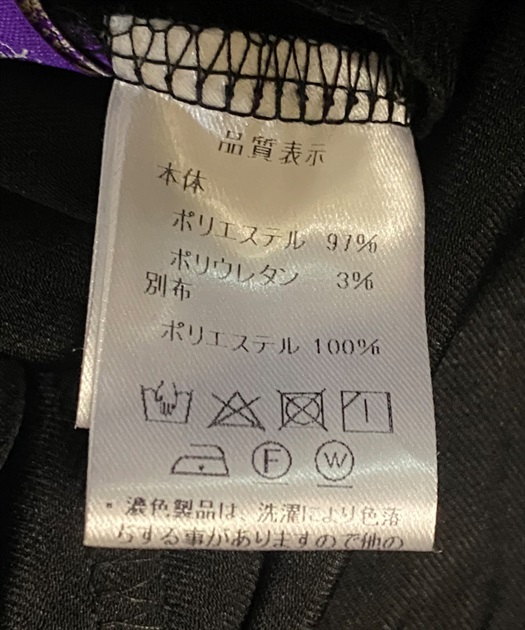 品質表示
本体
ポリエステル 97%
ポリウレタン 3%
別布
ポリエステル 100%
F W
・濃色製品は、洗濯により色落
ちする事がありますので他の